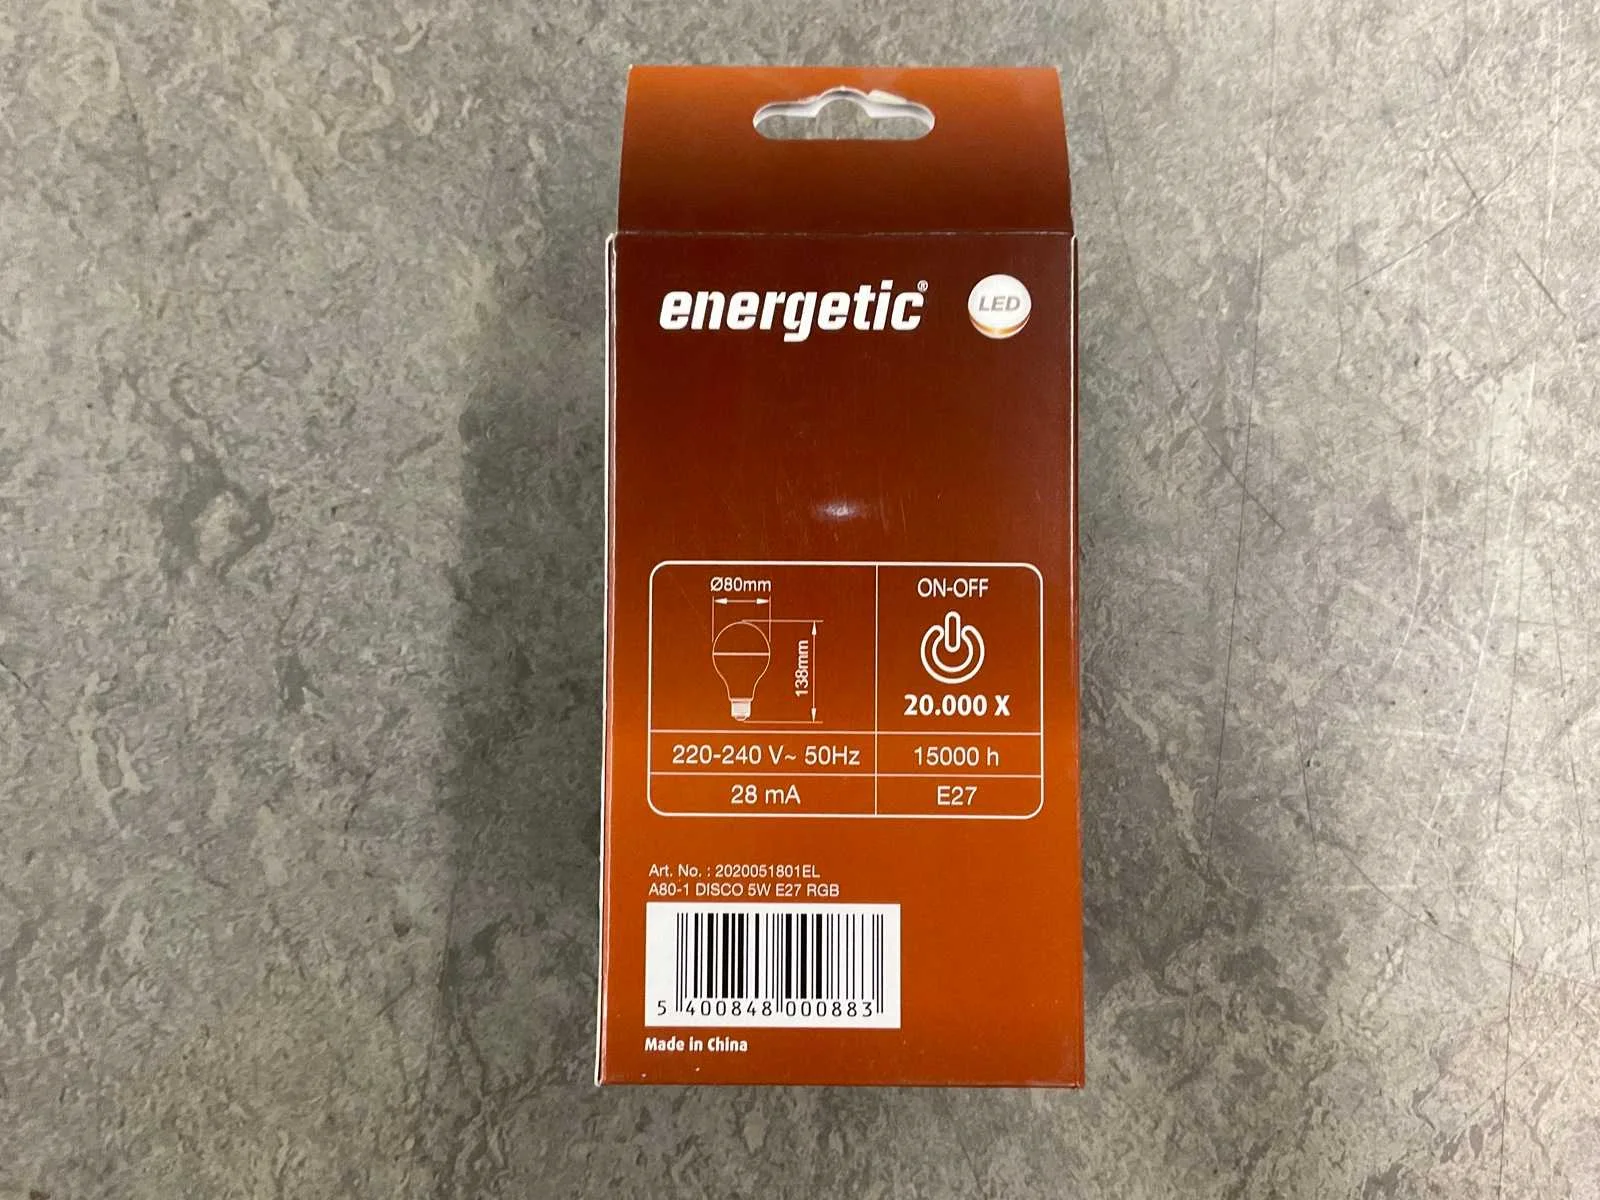 energetic®
LED
Ø80mm
138mm
ON-OFF
20.000 X
220-240 V~ 50Hz
15000 h
28 mA
E27
Art. No. : 2020051801EL
A80-1 DISCO 5W E27 RGB
5 400848 000883
Made in China